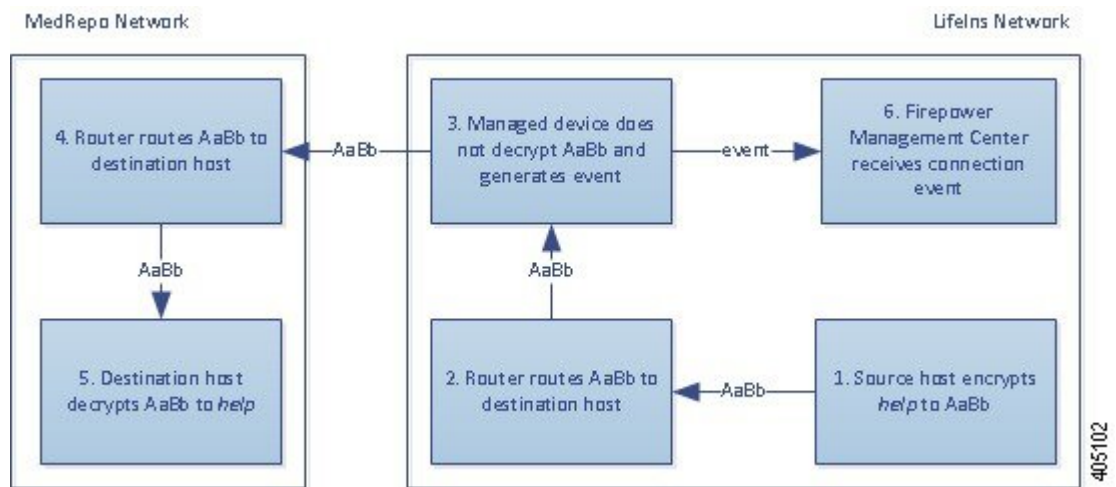 MedRepo Network
LifeIns Network
4. Router routes AaBb to
destination host
AaBb
3. Managed device does
not decrypt AaBb and
generates event
event
6. Firepower
Management Center
receives connection
event
AaBb
AaBb
5. Destination host
decrypts AaBb to help
2. Router routes AaBb to
destination host
AaBb
1. Source host encrypts
help to AaBb
405102